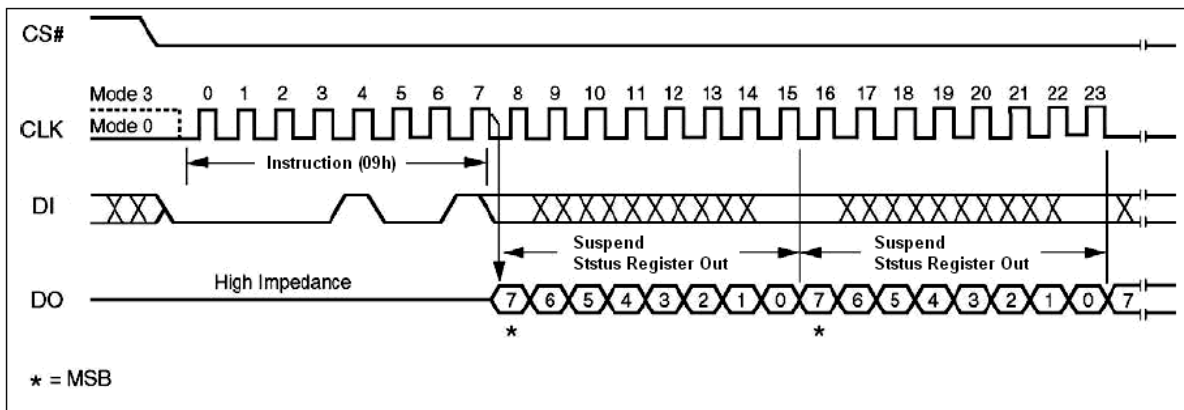 CS#
Mode 3
0 1 2 3 4 5 6 7 8 9 10 11 12 13 14 15 16 17 18 19 20 21 22 23
CLK
Mode 0
Instruction (09h)
DI
Suspend
Ststus Register Out
Suspend
Ststus Register Out
High Impedance
DO
7 6 5 4 3 2 1 0 7 6 5 4 3 2 1 0 7
* *
* = MSB